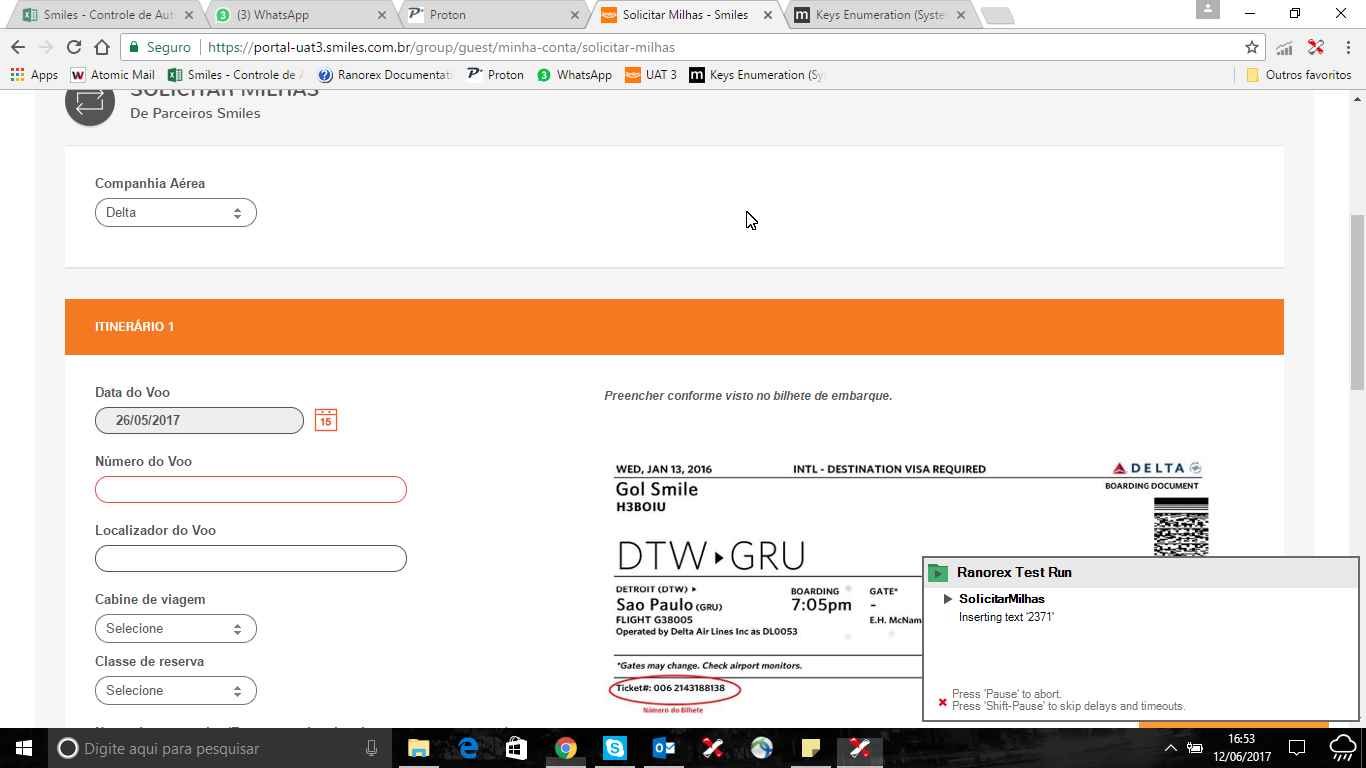 Smiles - Controle de Aut
(3) WhatsApp
Proton
Solicitar Milhas - Smiles
Keys Enumeration (Syste
Seguro
https://portal-uat3.smiles.com.br/group/guest/minha-conta/solicitar-milhas
Apps
Atomic Mail
Smiles - Controle de A
Ranorex Documentati
Proton
WhatsApp
UAT 3
Keys Enumeration (Sy
Outros favoritos
SOLICITAR MILHAS
De Parceiros Smiles
Companhia Aérea
Delta
ITINERÁRIO 1
Data do Voo
26/05/2017
15
Número do Voo
Localizador do Voo
Cabine de viagem
Selecione
Classe de reserva
Selecione
Preencher conforme visto no bilhete de embarque.
WED, JAN 13, 2016
INTL - DESTINATION VISA REQUIRED
DELTA
BOARDING DOCUMENT
Gol Smile
H3BOIU
DTW GRU
DETROIT (DTW)
Sao Paulo (GRU)
FLIGHT G38005
Operated by Delta Air Lines Inc as DL0053
BOARDING
7:05pm
GATE*
-
E.H. McNam
*Gates may change. Check airport monitors.
Ticket#: 006 2143188138
Número do Bilhete
Ranorex Test Run
SolicitarMilhas
Inserting text '2371'
Press 'Pause' to abort.
Press 'Shift-Pause' to skip delays and timeouts.
Digite aqui para pesquisar
16:53
12/06/2017